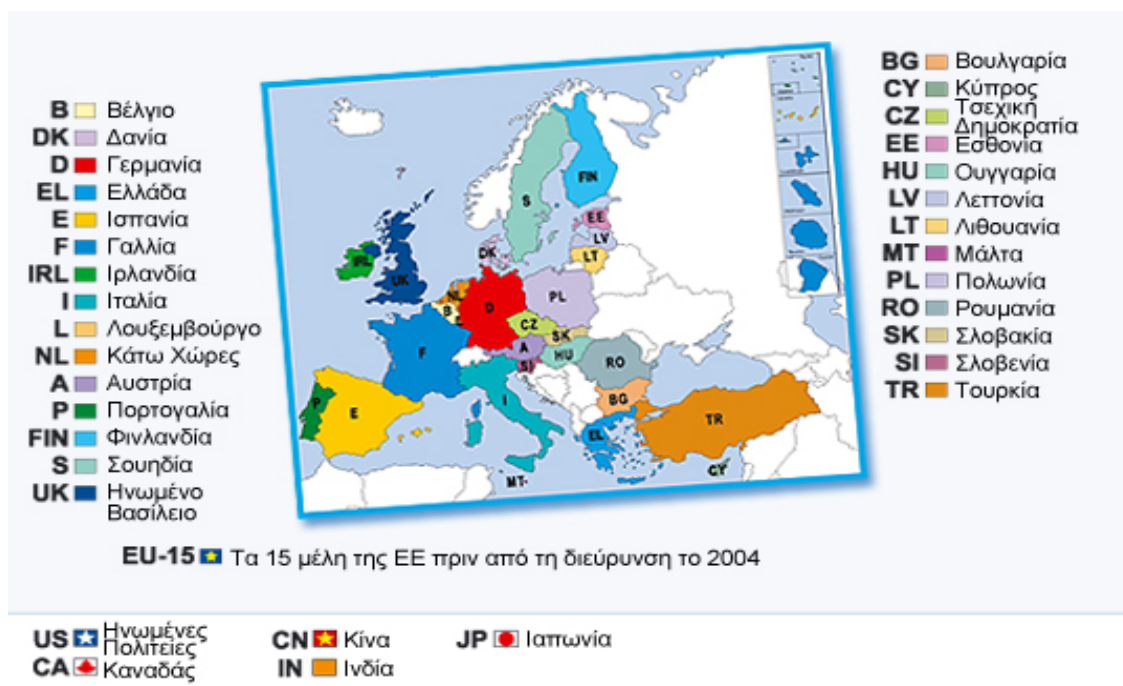 B Βέλγιο
DK Δανία
D Γερμανία
EL Ελλάδα
E Ισπανία
F Γαλλία
IRL Ιρλανδία
I Ιταλία
L Λουξεμβούργο
NL Κάτω Χώρες
A Αυστρία
P Πορτογαλία
FIN Φινλανδία
S Σουηδία
UK Ηνωμένο
Βασίλειο
FIN
S
EE
LV
LT
DK
IRL
UK
NL
B
L
D
PL
CZ
SK
A
HU
SI
RO
F
I
BG
P
E
EL
TR
CY
MT
BG Βουλγαρία
CY Κύπρος
CZ Τσεχική
Δημοκρατία
EE Εσθονία
HU Ουγγαρία
LV Λεττονία
LT Λιθουανία
MT Μάλτα
PL Πολωνία
RO Ρουμανία
SK Σλοβακία
SI Σλοβενία
TR Τουρκία
EU-15 Τα 15 μέλη της ΕΕ πριν από τη διεύρυνση το 2004
US Ηνωμένες
Πολιτείες
CA Καναδάς
CN Κίνα
IN Ινδία
JP Ιαπωνία